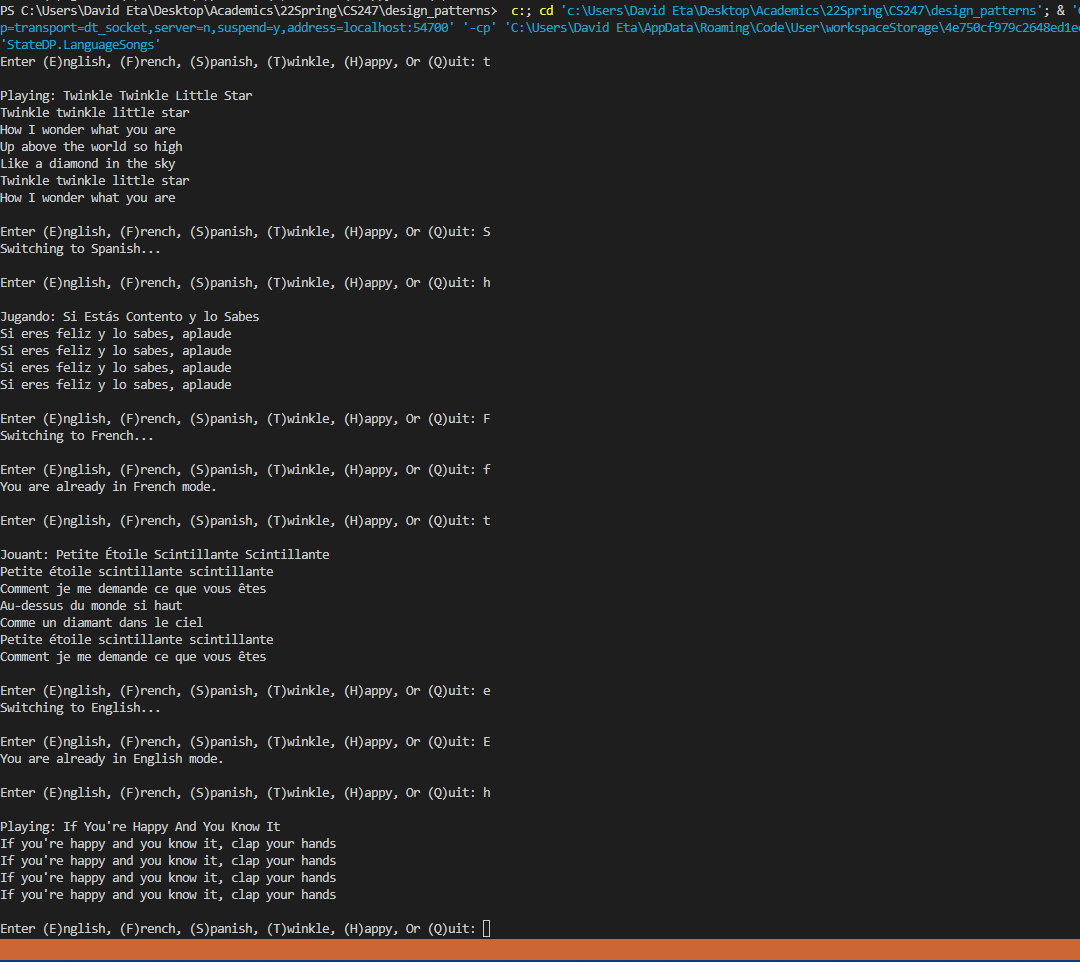 PS C:\Users\David Eta\Desktop\Academics\22Spring\CS247\design_patterns>  c:; cd 'c:\Users\David Eta\Desktop\Academics\22Spring\CS247\design_patterns'; &
p=transport=dt_socket,server=n,suspend=y,address=localhost:54700' '-cp' 'C:\Users\David Eta\AppData\Roaming\Code\User\workspaceStorage\4e750cf979c2648ed1e
'StateDP.LanguageSongs'
Enter (E)nglish, (F)rench, (S)panish, (T)winkle, (H)appy, Or (Q)uit: t
Playing: Twinkle Twinkle Little Star
Twinkle twinkle little star
How I wonder what you are
Up above the world so high
Like a diamond in the sky
Twinkle twinkle little star
How I wonder what you are
Enter (E)nglish, (F)rench, (S)panish, (T)winkle, (H)appy, Or (Q)uit: S
Switching to Spanish...
Enter (E)nglish, (F)rench, (S)panish, (T)winkle, (H)appy, Or (Q)uit: h
Jugando: Si Estás Contento y lo Sabes
Si eres feliz y lo sabes, aplaude
Si eres feliz y lo sabes, aplaude
Si eres feliz y lo sabes, aplaude
Si eres feliz y lo sabes, aplaude
Enter (E)nglish, (F)rench, (S)panish, (T)winkle, (H)appy, Or (Q)uit: F
Switching to French...
Enter (E)nglish, (F)rench, (S)panish, (T)winkle, (H)appy, Or (Q)uit: f
You are already in French mode.
Enter (E)nglish, (F)rench, (S)panish, (T)winkle, (H)appy, Or (Q)uit: t
Jouant: Petite Étoile Scintillante Scintillante
Petite étoile scintillante scintillante
Comment je me demande ce que vous êtes
Au-dessus du monde si haut
Comme un diamant dans le ciel
Petite étoile scintillante scintillante
Comment je me demande ce que vous êtes
Enter (E)nglish, (F)rench, (S)panish, (T)winkle, (H)appy, Or (Q)uit: e
Switching to English...
Enter (E)nglish, (F)rench, (S)panish, (T)winkle, (H)appy, Or (Q)uit: E
You are already in English mode.
Enter (E)nglish, (F)rench, (S)panish, (T)winkle, (H)appy, Or (Q)uit: h
Playing: If You're Happy And You Know It
If you're happy and you know it, clap your hands
If you're happy and you know it, clap your hands
If you're happy and you know it, clap your hands
If you're happy and you know it, clap your hands
Enter (E)nglish, (F)rench, (S)panish, (T)winkle, (H)appy, Or (Q)uit: